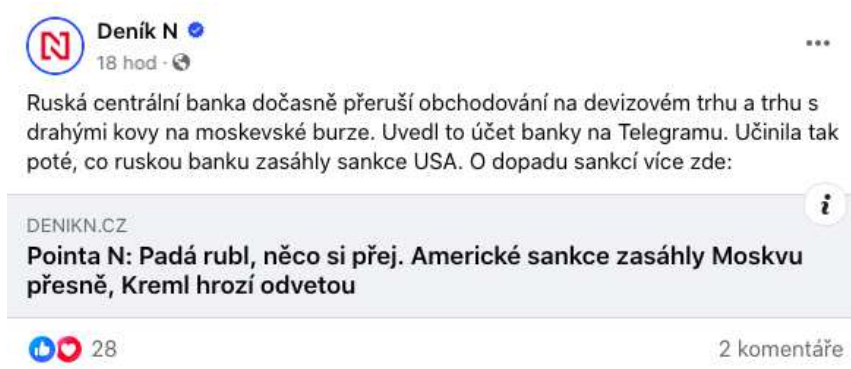 Deník N
18 hod
Ruská centrální banka dočasně přeruší obchodování na devizovém trhu a trhu s
drahými kovy na moskevské burze. Uvedl to účet banky na Telegramu. Učinila tak
poté, co ruskou banku zasáhly sankce USA. O dopadu sankcí více zde:
DENIKN.CZ
Pointa N: Padá rubl, něco si přej. Americké sankce zasáhly Moskvu
přesně, Kreml hrozí odvetou
28
2 komentáře